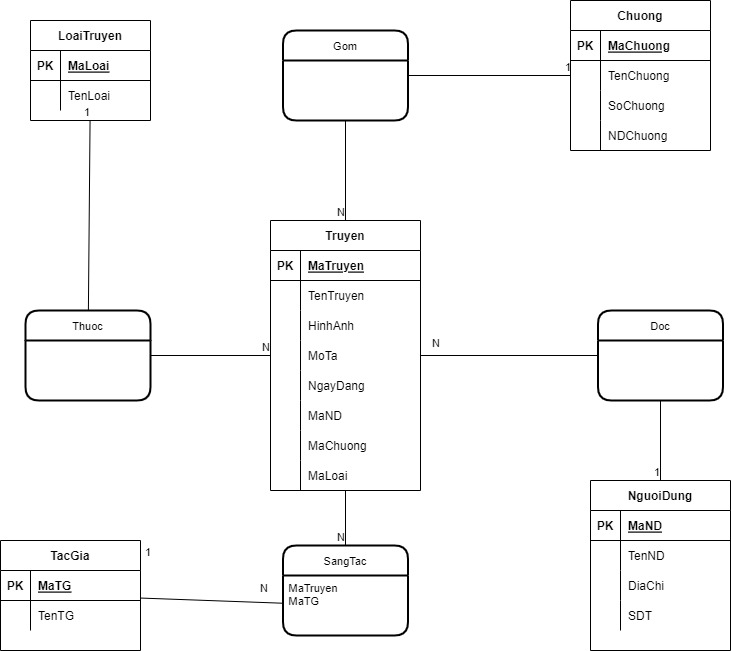 LoaiTruyen
PK MaLoai
TenLoai
1
Gom
Chuong
PK MaChuong
TenChuong
SoChuong
NDChuong
1
N
Truyen
PK MaTruyen
TenTruyen
HinhAnh
MoTa
NgayDang
MaND
MaChuong
MaLoai
Thuoc
N
N
Doc
1
NguoiDung
PK MaND
TenND
DiaChi
SDT
N
SangTac
MaTruyen
MaTG
1
N
TacGia
PK MaTG
TenTG